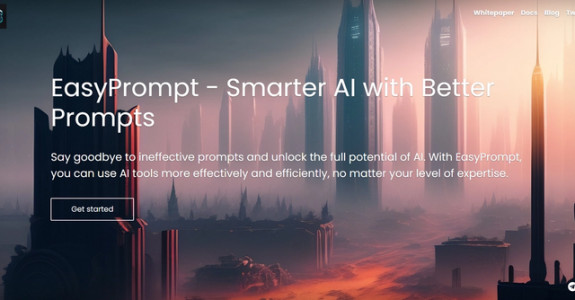 Whitepaper Docs Blog
EasyPrompt - Smarter AI with Better
Prompts
Say goodbye to ineffective prompts and unlock the full potential of AI. With EasyPrompt,
you can use AI tools more effectively and efficiently, no matter your level of expertise.
Get started